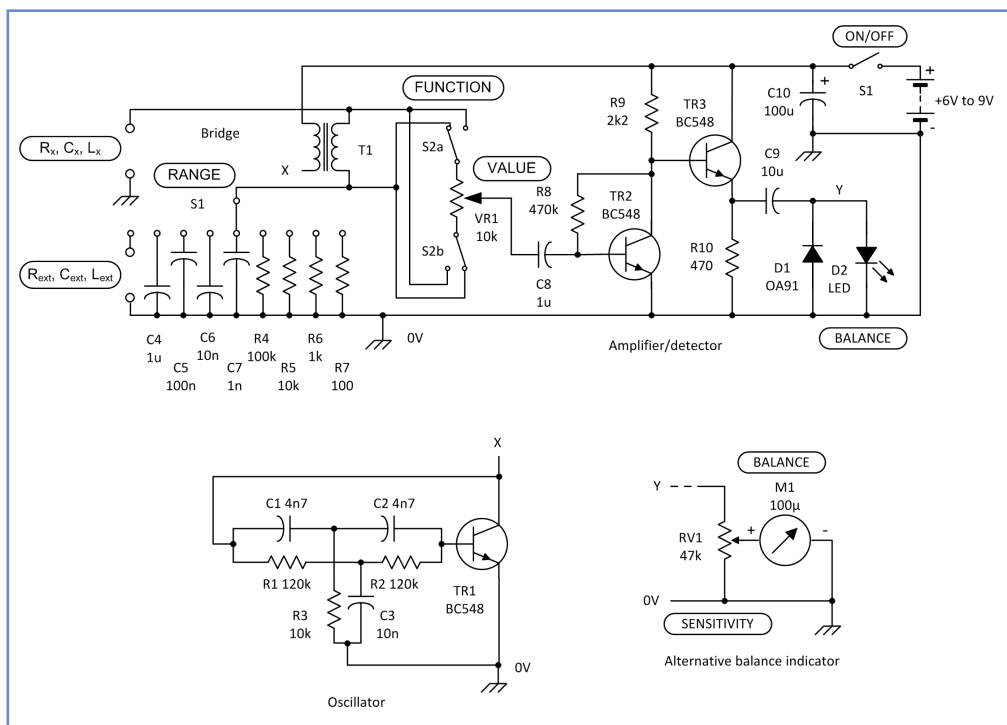 ON/OFF
FUNCTION
R9
2k2
TR3
BC548
+
C10
100u
S1
+
+6V to 9V
-
Rx, Cx, Lx
Bridge
X
T1
S2a
RANGE
S1
VALUE
VR1
10k
S2b
R8
470k
TR2
BC548
C8
1u
C9
10u
Y
R10
470
D1
OA91
D2
LED
Rext, Cext, Lext
C4
1u
C5
100n
C6
10n
C7
1n
R4
100k
R5
10k
R6
1k
R7
100
0V
Amplifier/detector
BALANCE
X
C1 4n7
C2 4n7
R1 120k
R2 120k
R3
10k
C3
10n
TR1
BC548
0V
Oscillator
BALANCE
M1
100µ
Y
RV1
47k
+
-
0V
SENSITIVITY
Alternative balance indicator